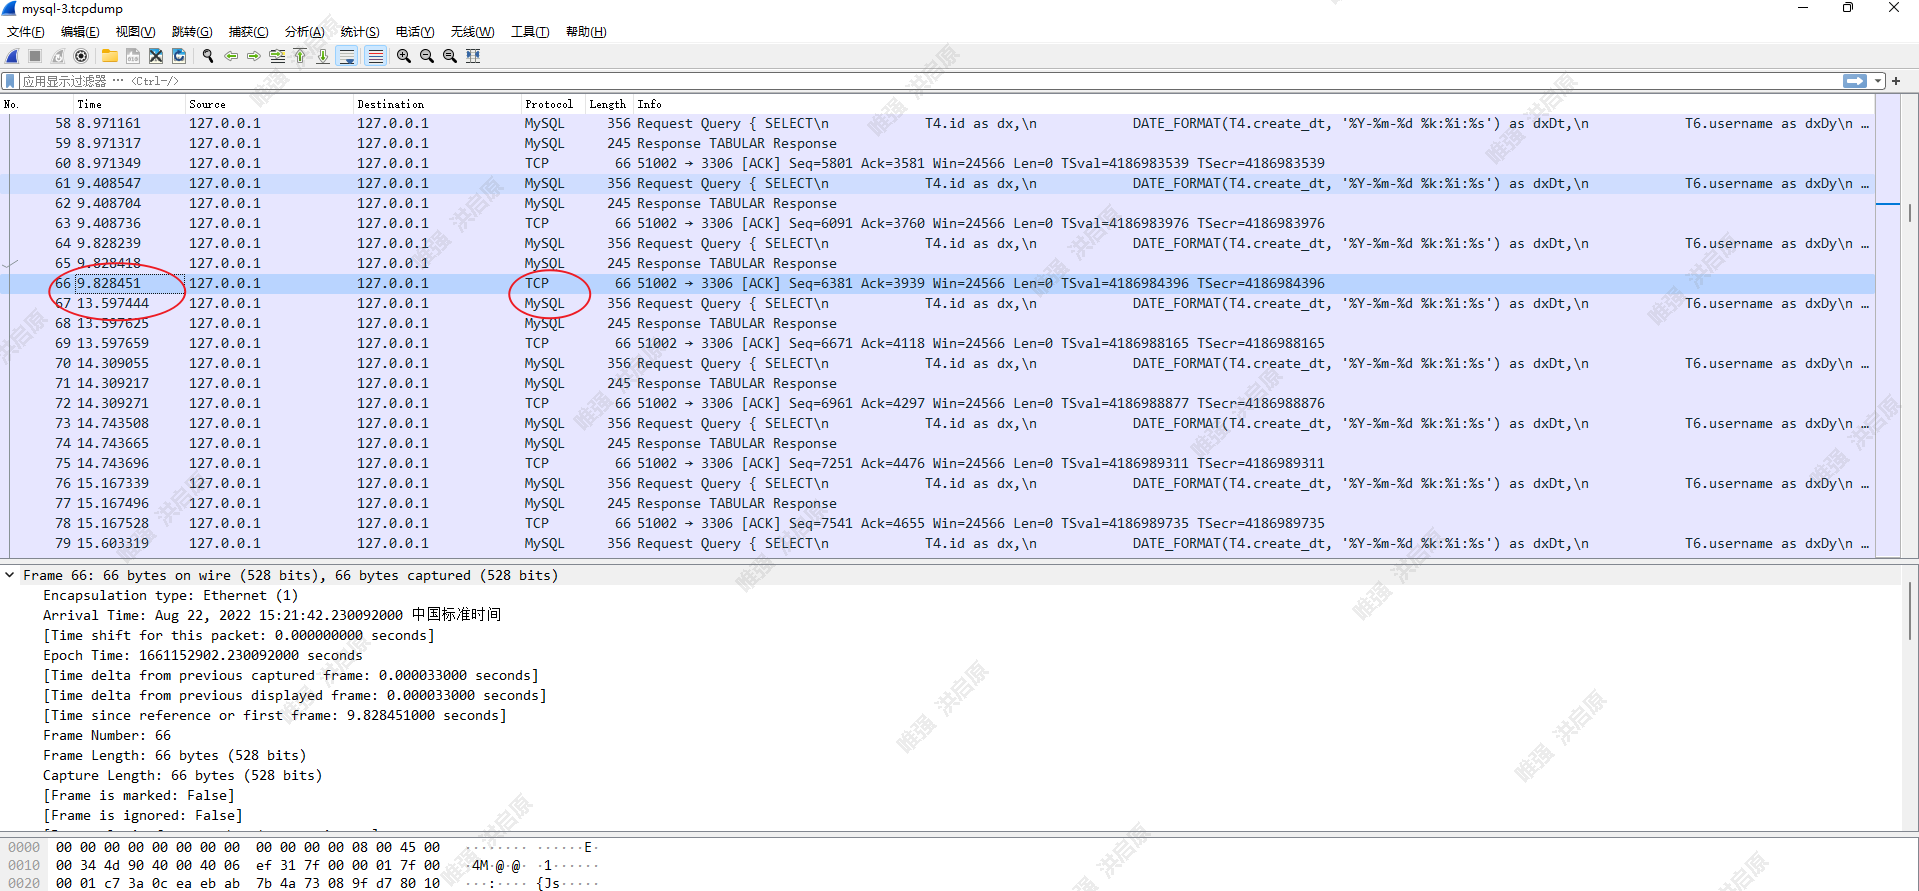 mysql-3.tcpdump
文件(F) 编辑(E) 视图(V) 跳转(G) 捕获(C) 分析(A) 统计(S) 电话(Y) 无线(W) 工具(T) 帮助(H)
应用显示过滤器 … <Ctrl-/>
No. Time Source Destination Protocol Length Info
58 8.971161 127.0.0.1 127.0.0.1 MySQL 356 Request Query { SELECT\n T4.id as dx,\n DATE_FORMAT(T4.create_dt, '%Y-%m-%d %k:%i:%s') as dxDt,\n T6.username as dxDy\n …
59 8.971317 127.0.0.1 127.0.0.1 MySQL 245 Response TABULAR Response
60 8.971349 127.0.0.1 127.0.0.1 TCP 66 51002 → 3306 [ACK] Seq=5801 Ack=3581 Win=24566 Len=0 TSval=4186983539 TSecr=4186983539
61 9.408547 127.0.0.1 127.0.0.1 MySQL 356 Request Query { SELECT\n T4.id as dx,\n DATE_FORMAT(T4.create_dt, '%Y-%m-%d %k:%i:%s') as dxDt,\n T6.username as dxDy\n …
62 9.408704 127.0.0.1 127.0.0.1 MySQL 245 Response TABULAR Response
63 9.408736 127.0.0.1 127.0.0.1 TCP 66 51002 → 3306 [ACK] Seq=6091 Ack=3760 Win=24566 Len=0 TSval=4186983976 TSecr=4186983976
64 9.828239 127.0.0.1 127.0.0.1 MySQL 356 Request Query { SELECT\n T4.id as dx,\n DATE_FORMAT(T4.create_dt, '%Y-%m-%d %k:%i:%s') as dxDt,\n T6.username as dxDy\n …
65 9.828418 127.0.0.1 127.0.0.1 MySQL 245 Response TABULAR Response
66 9.828451 127.0.0.1 127.0.0.1 TCP 66 51002 → 3306 [ACK] Seq=6381 Ack=3939 Win=24566 Len=0 TSval=4186984396 TSecr=4186984396
67 13.597444 127.0.0.1 127.0.0.1 MySQL 356 Request Query { SELECT\n T4.id as dx,\n DATE_FORMAT(T4.create_dt, '%Y-%m-%d %k:%i:%s') as dxDt,\n T6.username as dxDy\n …
68 13.597625 127.0.0.1 127.0.0.1 MySQL 245 Response TABULAR Response
69 13.597659 127.0.0.1 127.0.0.1 TCP 66 51002 → 3306 [ACK] Seq=6671 Ack=4118 Win=24566 Len=0 TSval=4186988165 TSecr=4186988165
70 14.309055 127.0.0.1 127.0.0.1 MySQL 356 Request Query { SELECT\n T4.id as dx,\n DATE_FORMAT(T4.create_dt, '%Y-%m-%d %k:%i:%s') as dxDt,\n T6.username as dxDy\n …
71 14.309217 127.0.0.1 127.0.0.1 MySQL 245 Response TABULAR Response
72 14.309271 127.0.0.1 127.0.0.1 TCP 66 51002 → 3306 [ACK] Seq=6961 Ack=4297 Win=24566 Len=0 TSval=4186988877 TSecr=4186988876
73 14.743508 127.0.0.1 127.0.0.1 MySQL 356 Request Query { SELECT\n T4.id as dx,\n DATE_FORMAT(T4.create_dt, '%Y-%m-%d %k:%i:%s') as dxDt,\n T6.username as dxDy\n …
74 14.743665 127.0.0.1 127.0.0.1 MySQL 245 Response TABULAR Response
75 14.743696 127.0.0.1 127.0.0.1 TCP 66 51002 → 3306 [ACK] Seq=7251 Ack=4476 Win=24566 Len=0 TSval=4186989311 TSecr=4186989311
76 15.167339 127.0.0.1 127.0.0.1 MySQL 356 Request Query { SELECT\n T4.id as dx,\n DATE_FORMAT(T4.create_dt, '%Y-%m-%d %k:%i:%s') as dxDt,\n T6.username as dxDy\n …
77 15.167496 127.0.0.1 127.0.0.1 MySQL 245 Response TABULAR Response
78 15.167528 127.0.0.1 127.0.0.1 TCP 66 51002 → 3306 [ACK] Seq=7541 Ack=4655 Win=24566 Len=0 TSval=4186989735 TSecr=4186989735
79 15.603319 127.0.0.1 127.0.0.1 MySQL 356 Request Query { SELECT\n T4.id as dx,\n DATE_FORMAT(T4.create_dt, '%Y-%m-%d %k:%i:%s') as dxDt,\n T6.username as dxDy\n …
Frame 66: 66 bytes on wire (528 bits), 66 bytes captured (528 bits)
Encapsulation type: Ethernet (1)
Arrival Time: Aug 22, 2022 15:21:42.230092000 中国标准时间
[Time shift for this packet: 0.000000000 seconds]
Epoch Time: 1661152902.230092000 seconds
[Time delta from previous captured frame: 0.000033000 seconds]
[Time delta from previous displayed frame: 0.000033000 seconds]
[Time since reference or first frame: 9.828451000 seconds]
Frame Number: 66
Frame Length: 66 bytes (528 bits)
Capture Length: 66 bytes (528 bits)
[Frame is marked: False]
[Frame is ignored: False]
0000 00 00 00 00 00 00 00 00 00 00 00 00 08 00 45 00 ········ ······E·
0010 00 34 4d 90 40 00 40 06 ef 31 7f 00 00 01 7f 00 ·4M·@·@· ·1······
0020 00 01 c7 3a 0c ea eb ab 7b 4a 73 08 9f d7 80 10 ···:···· {Js·····
唯强 洪启原